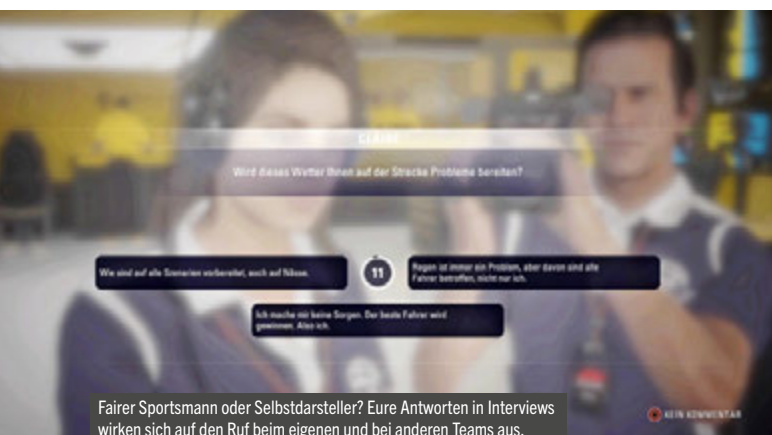 CLAIRE
Wird dieses Wetter Ihnen auf der Strecke Probleme bereiten?
Wie sind auf alle Szenarien vorbereitet, auch auf Nässe.
11
Regen ist immer ein Problem, aber davon sind alle
Fahrer betroffen, nicht nur ich.
Ich mache mir keine Sorgen. Der beste Fahrer wird
gewinnen. Also ich.
KEIN KOMMENTAR
Fairer Sportsmann oder Selbstdarsteller? Eure Antworten in Interviews
wirken sich auf den Ruf beim eigenen und bei anderen Teams aus.